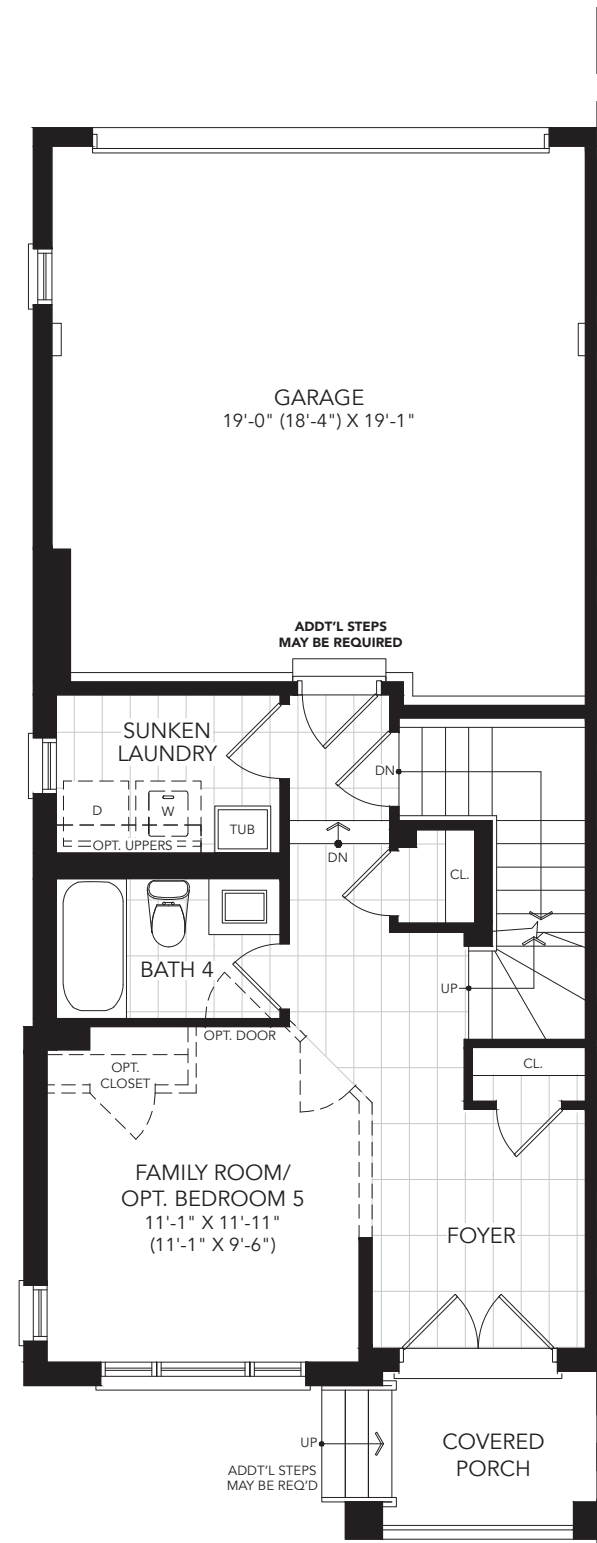 GARAGE
19'-0" (18'-4") X 19'-1"
ADDT'L STEPS
MAY BE REQUIRED
SUNKEN
LAUNDRY
DN
D
W
TUB
OPT. UPPERS
DN
CL.
BATH 4
UP
OPT. DOOR
OPT.
CLOSET
CL.
FAMILY ROOM/
OPT. BEDROOM 5
11'-1" X 11'-11"
(11'-1" X 9'-6")
FOYER
UP
COVERED
PORCH
ADDT'L STEPS
MAY BE REQ'D